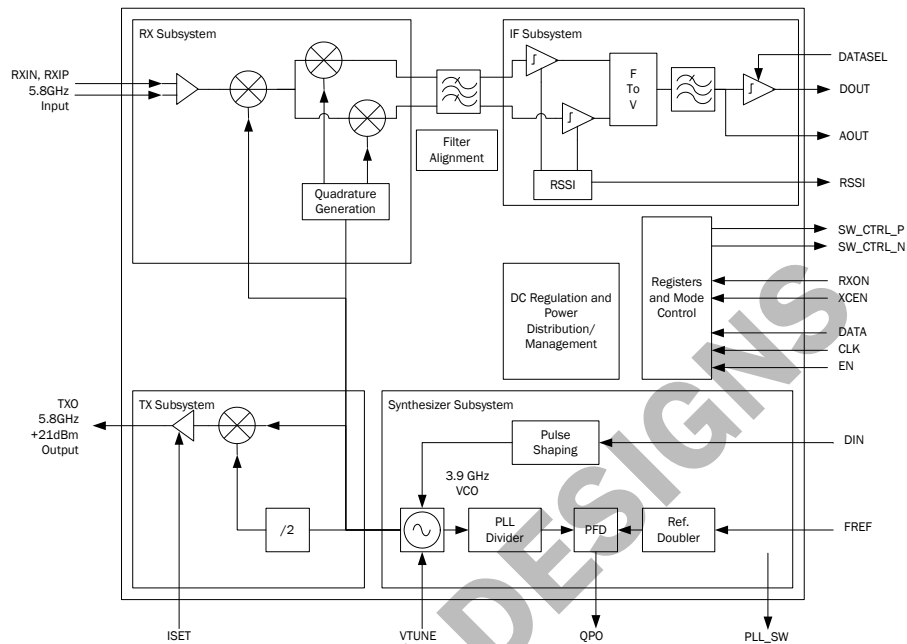 RX Subsystem
IF Subsystem
RXIN, RXIP
5.8GHz
Input
F
To
V
DATASEL
DOUT
AOUT
Filter
Alignment
RSSI
RSSI
Quadrature
Generation
SW_CTRL_P
SW_CTRL_N
Registers
and Mode
Control
DC Regulation and
Power
Distribution/
Management
RXON
XCEN
DATA
CLK
EN
TXO
5.8GHz
+21dBm
Output
TX Subsystem
Synthesizer Subsystem
Pulse
Shaping
DIN
3.9 GHz
VCO
/2
PLL
Divider
PFD
Ref.
Doubler
FREF
ISET
VTUNE
QPO
PLL_SW
DESIGNS